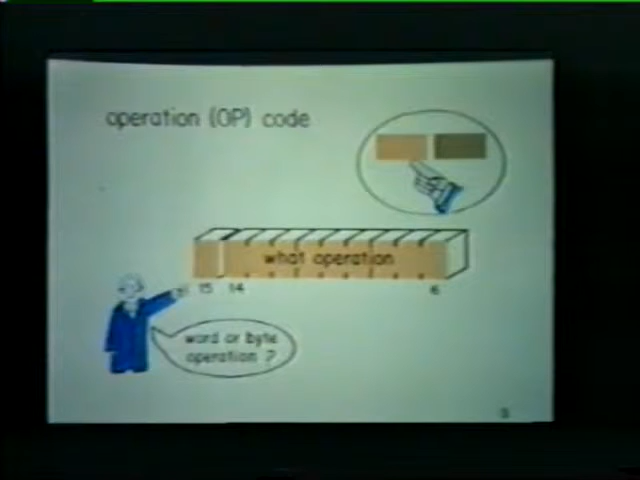 operation (OP) code
what operation
15 14 6
word or byte
operation ?